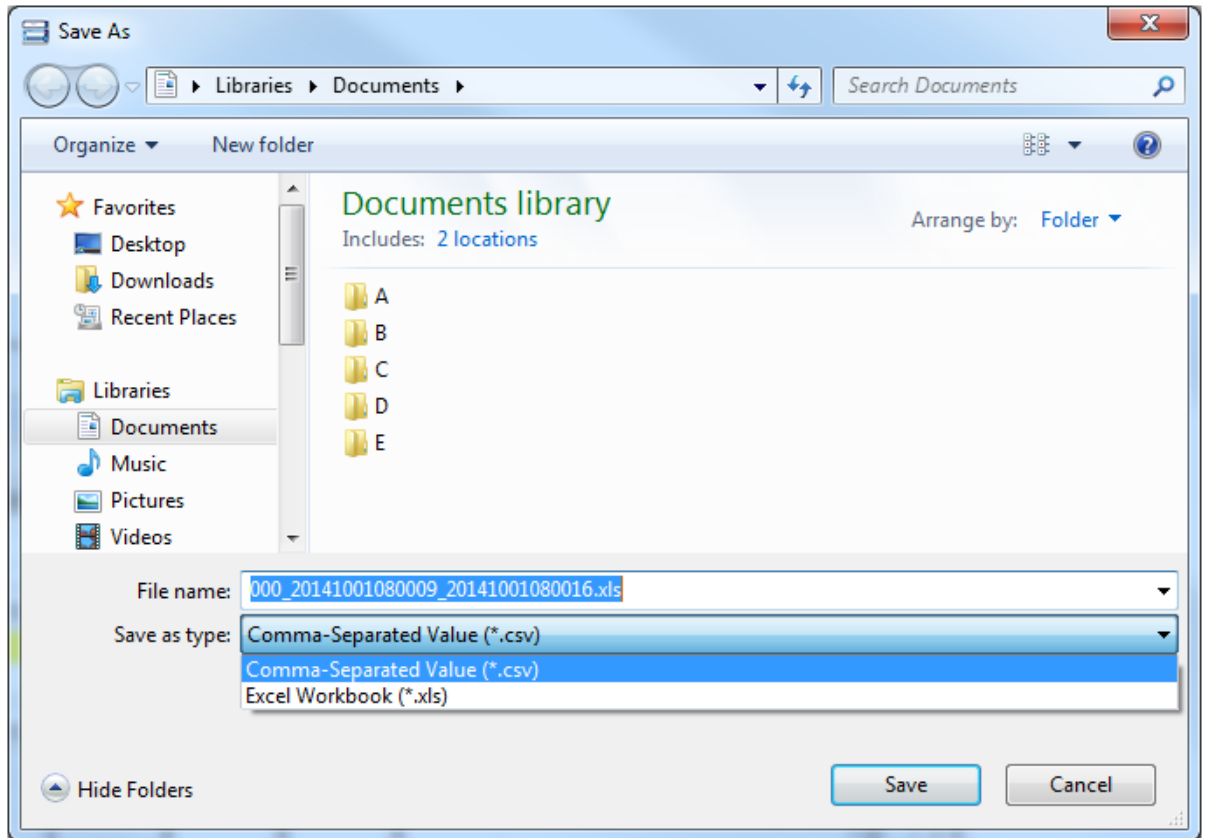 Save As
Libraries Documents
Search Documents
Organize
New folder
Favorites
Desktop
Downloads
Recent Places
Libraries
Documents
Music
Pictures
Videos
Documents library
Includes: 2 locations
Arrange by: Folder
A
B
C
D
E
File name: 000_20141001080009_20141001080016.xls
Save as type: Comma-Separated Value (*.csv)
Comma-Separated Value (*.csv)
Excel Workbook (*.xls)
Hide Folders
Save
Cancel